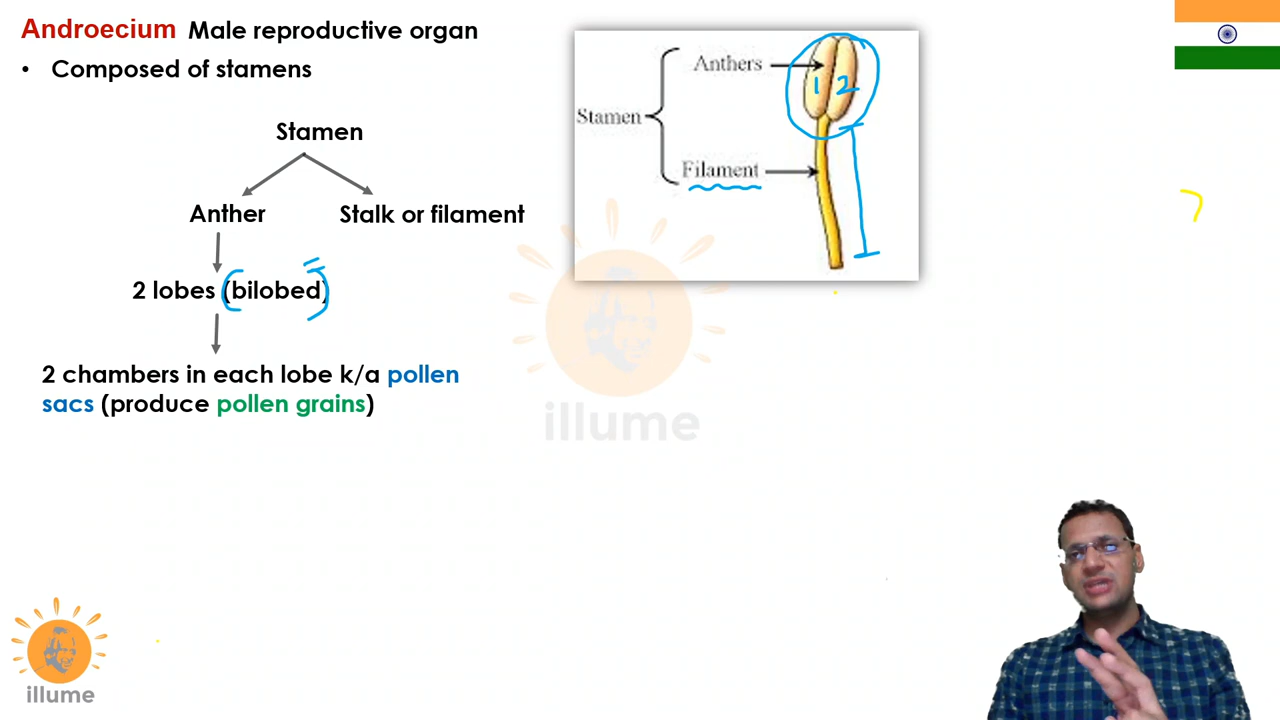 Androecium Male reproductive organ
• Composed of stamens
Stamen
Anther
Stalk or filament
2 lobes (bilobed)
2 chambers in each lobe k/a pollen
sacs (produce pollen grains)
Anthers
1 2
Stamen
Filament
illume
illume